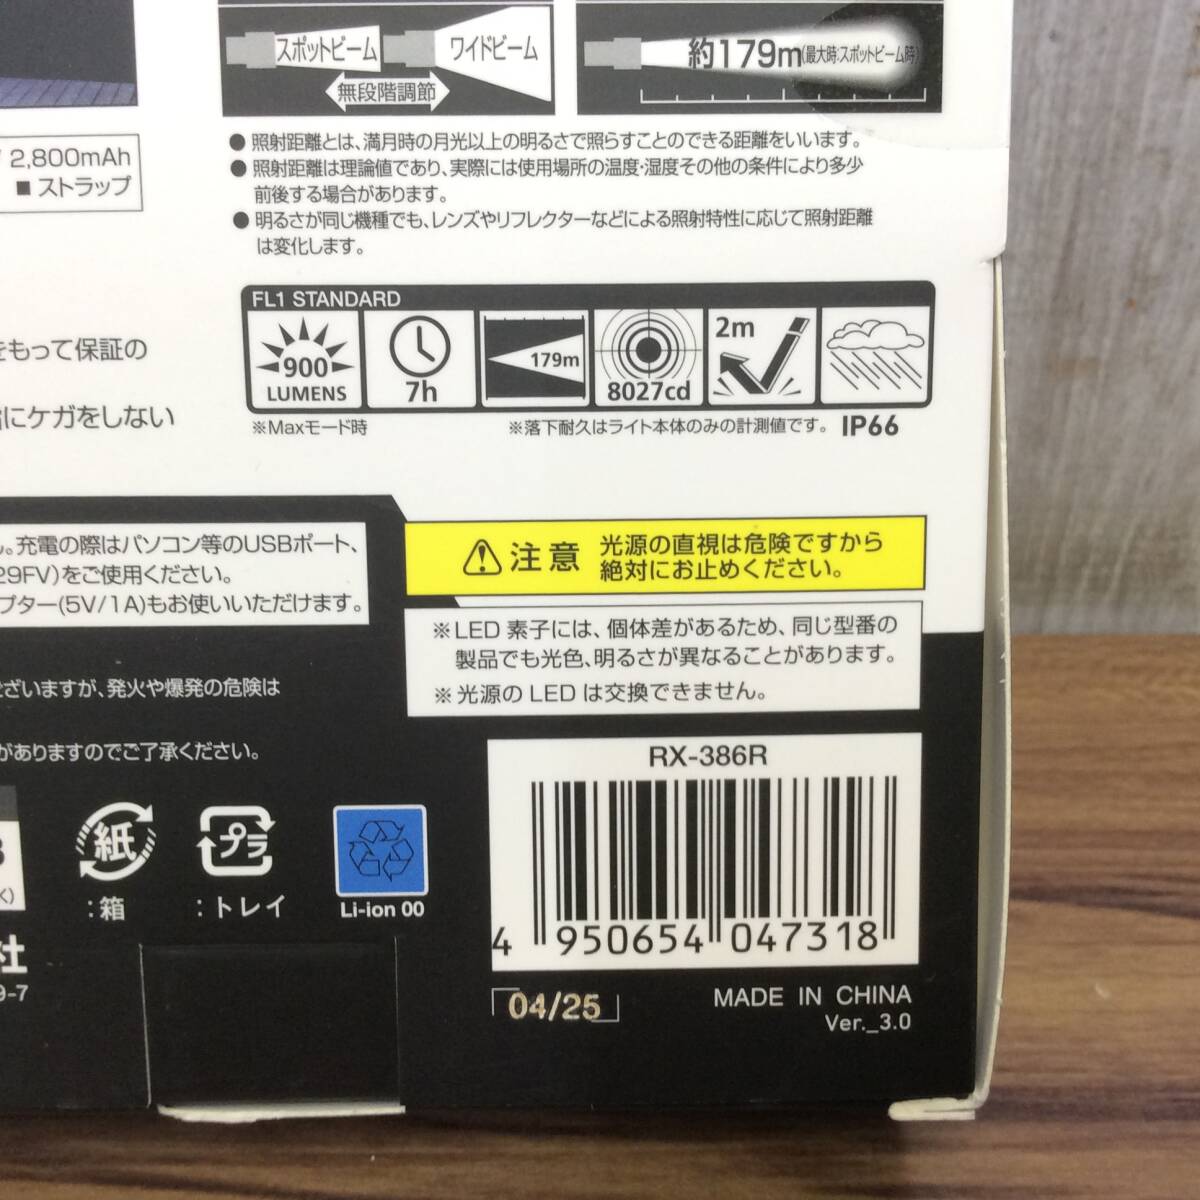 スポットビーム
ワイドビーム
無段階調節
約179m(最大時:スポットビーム時)
2,800mAh
■ ストラップ
● 照射距離とは、満月時の月光以上の明るさで照らすことのできる距離をいいます。
● 照射距離は理論値であり、実際には使用場所の温度・湿度その他の条件により多少
前後する場合があります。
● 明るさが同じ機種でも、レンズやリフレクターなどによる照射特性に応じて照射距離
は変化します。
FL1 STANDARD
900
LUMENS
7h
179m
8027cd
2m
※Maxモード時
※落下耐久はライト本体のみの計測値です。
IP66
をもって保証の
にケガをしない
ん。充電の際はパソコン等のUSBポート、
29FV)をご使用ください。
プター(5V/1A)もお使いいただけます。
注意
光源の直視は危険ですから
絶対にお止めください。
※LED 素子には、個体差があるため、同じ型番の
製品でも光色、明るさが異なることがあります。
※光源のLED は交換できません。
ございますが、発火や爆発の危険は
がありますのでご了承ください。
RX-386R
4 950654 047318
紙
:箱
プラ
:トレイ
Li-ion 00
社
9-7
04/25
MADE IN CHINA
Ver._3.0